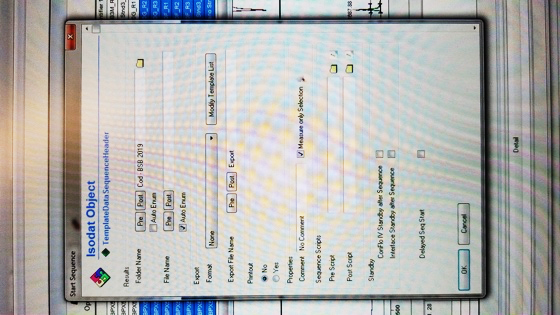 Start Sequence
Isodat Object
TemplateDataSequenceHeader
Results
Folder Name Pre Post Cod- BSB 2019
Auto Enum
File Name Pre Post
Auto Enum
Export
Format None Modify Template List...
Export File Name Pre Post Export
Printout
No
Yes
Properties
Comment No Comment Measure only Selection
Sequence Scripts
Pre Script
Post Script
Standby
ConFlo IV Standby after Sequence
Interface Standby after Sequence
Delayed Seq Start
OK Cancel
Detail